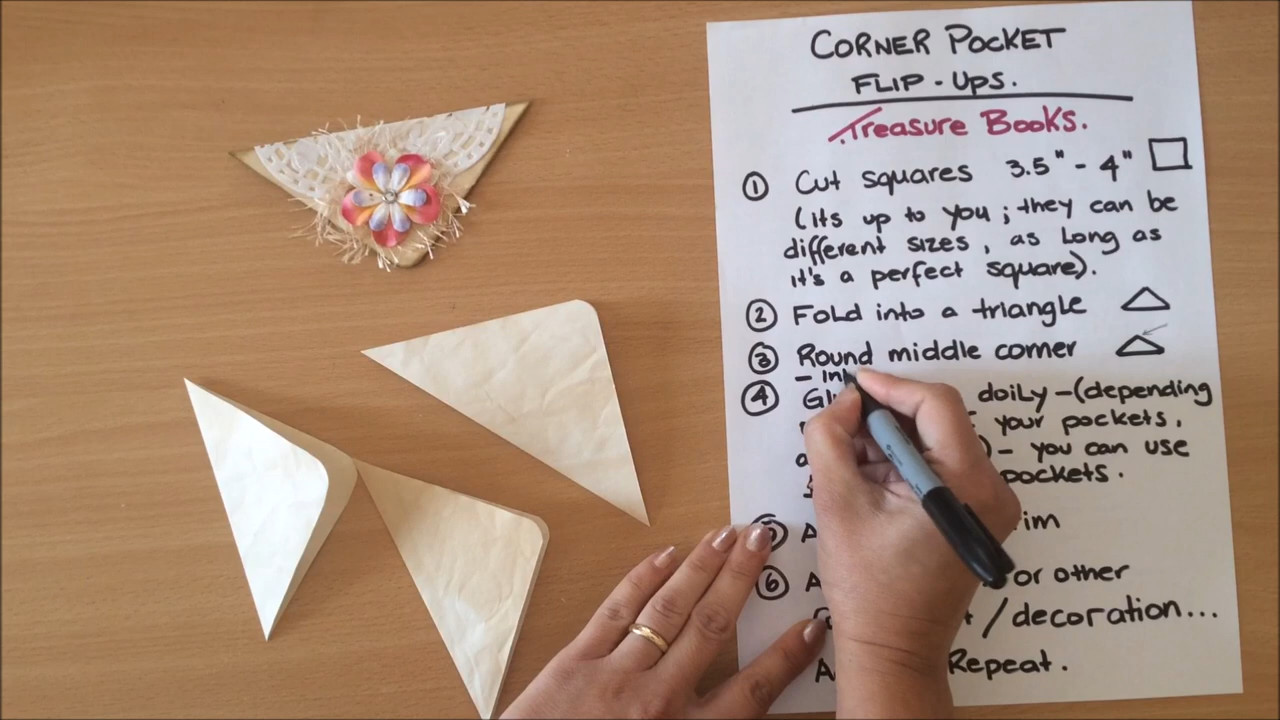 CORNER POCKET
FLIP-UPS.
Treasure Books.
① Cut squares 3.5" - 4"
(its up to you ; they can be
different sizes , as long as
it's a perfect square).
② Fold into a triangle
③ Round middle corner
- in
④ doily - (depending
your pockets,
) - you can use
pockets.
⑤
⑥ or other
/decoration...
Repeat.